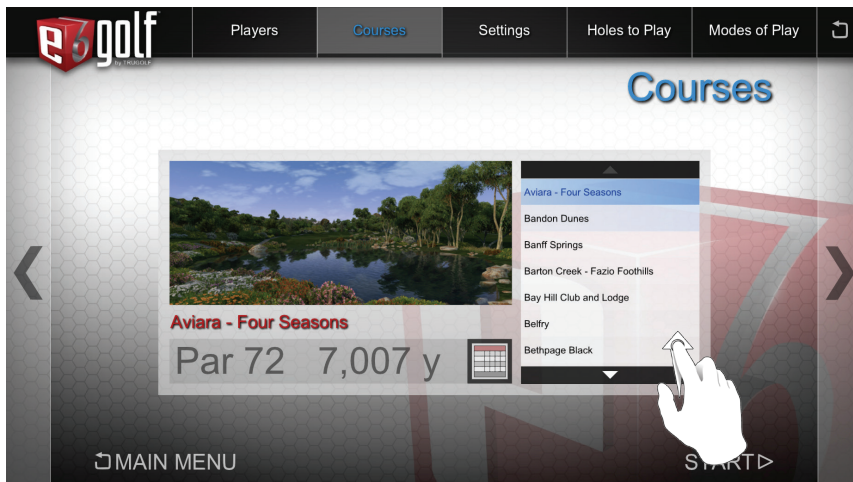 e6golf
by TRUGOLF
Players
Courses
Settings
Holes to Play
Modes of Play
Courses
Aviara - Four Seasons
Par 72 7,007 y
Aviara - Four Seasons
Bandon Dunes
Banff Springs
Barton Creek - Fazio Foothills
Bay Hill Club and Lodge
Belfry
Bethpage Black
MAIN MENU
START